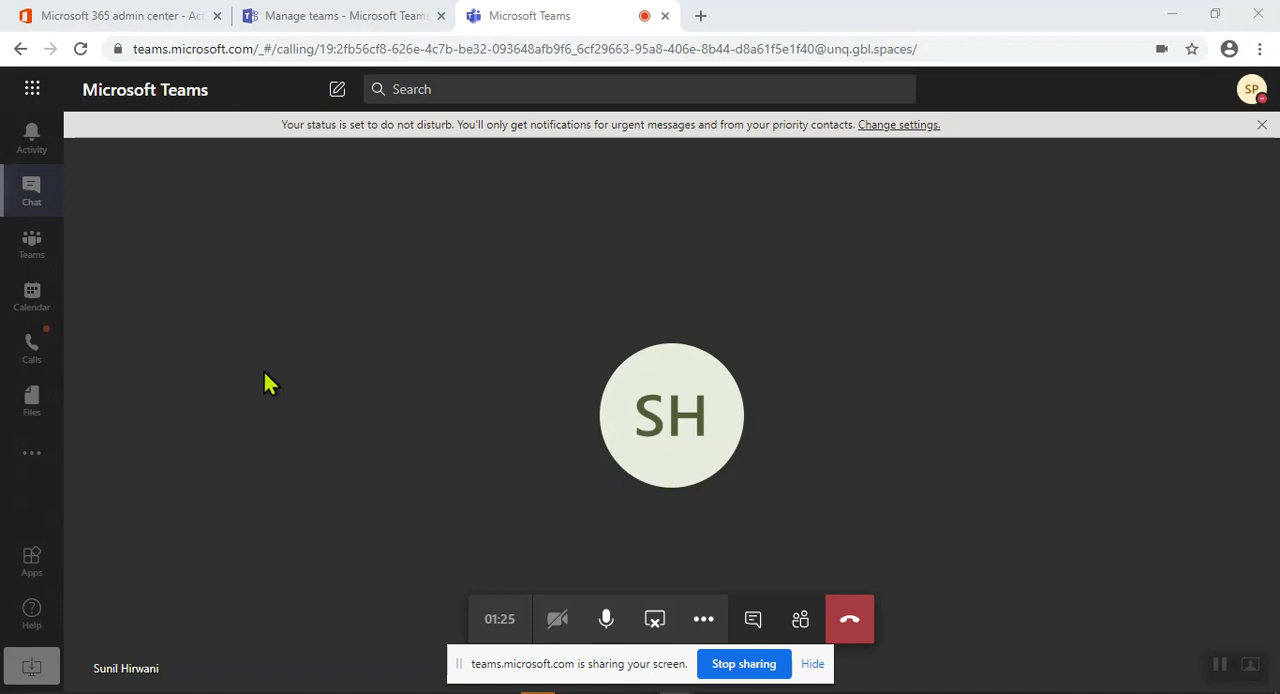 Microsoft 365 admin center - Act
Manage teams - Microsoft Teams
Microsoft Teams
teams.microsoft.com/_#/calling/19:2fb56cf8-626e-4c7b-be32-093648afb9f6_6cf29663-95a8-406e-8b44-d8a61f5e1f40@unq.gbl.spaces/
Microsoft Teams
Search
SP
Your status is set to do not disturb. You'll only get notifications for urgent messages and from your priority contacts. Change settings.
Activity
Chat
Teams
Calendar
Calls
Files
SH
Apps
Help
01:25
Sunil Hirwani
teams.microsoft.com is sharing your screen.
Stop sharing
Hide